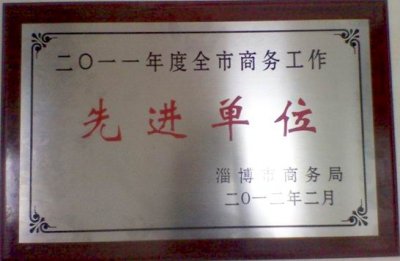 二〇一一年度全市商务工作
先进单位
淄博市商务局
二〇一二年二月